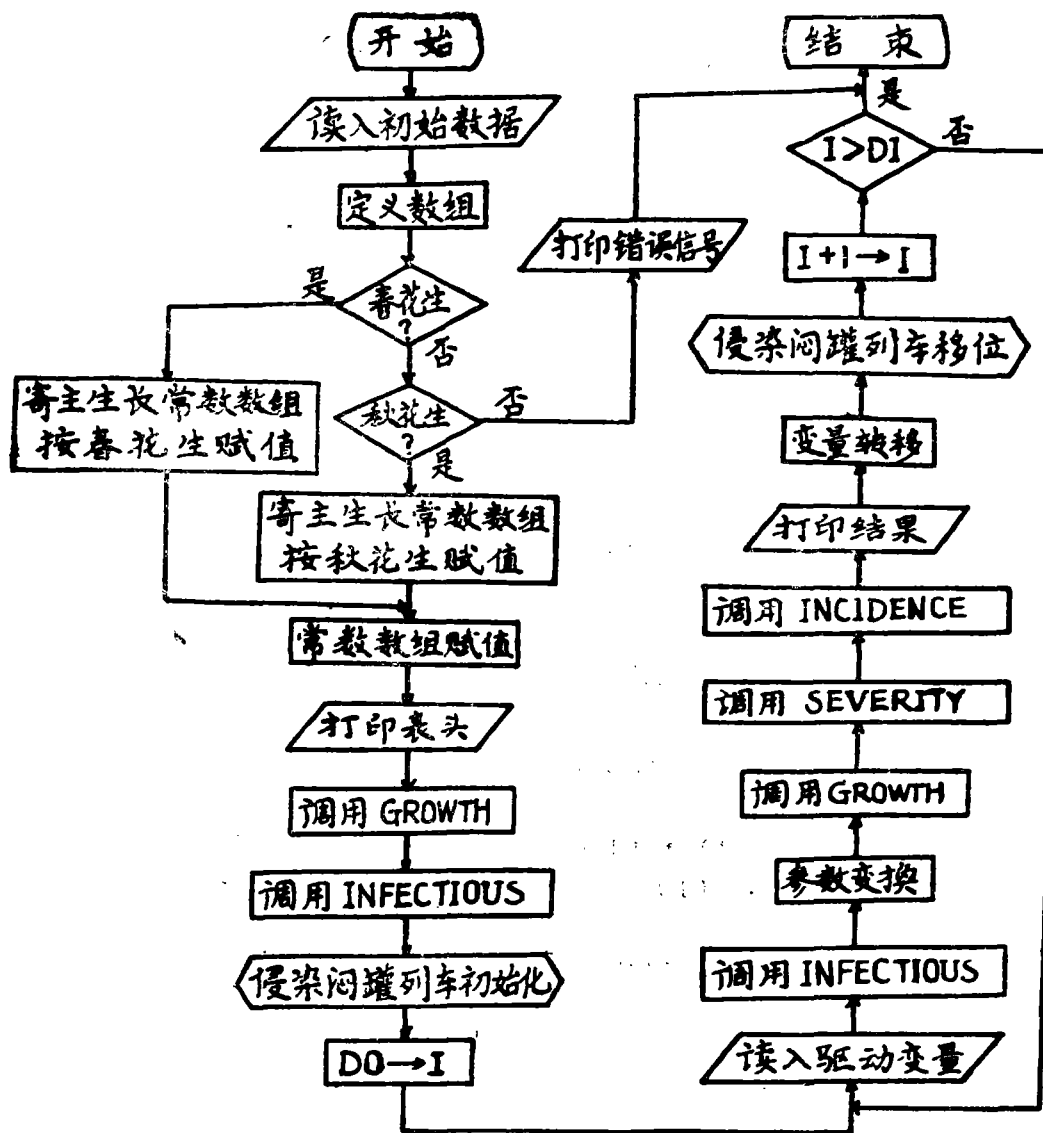 开始
读入初始数据
定义数组
春花生
?
是
否
寄主生长常数数组
按春花生赋值
秋花生
?
否
是
打印错误信号
寄主生长常数数组
按秋花生赋值
常数数组赋值
打印表头
调用 GROWTH
调用 INFECTIOUS
侵染闷罐列车初始化
DO→I
结束
是
I>DI
否
I+1→I
侵染闷罐列车移位
变量转移
打印结果
调用 INCIDENCE
调用 SEVERITY
调用 GROWTH
参数变换
调用 INFECTIOUS
读入驱动变量